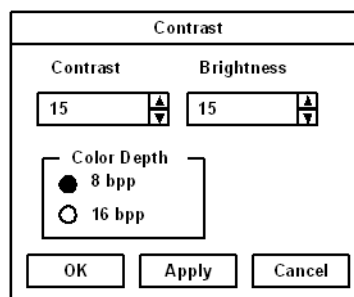 Contrast
Contrast Brightness
15 15
Color Depth
8 bpp
16 bpp
OK Apply Cancel